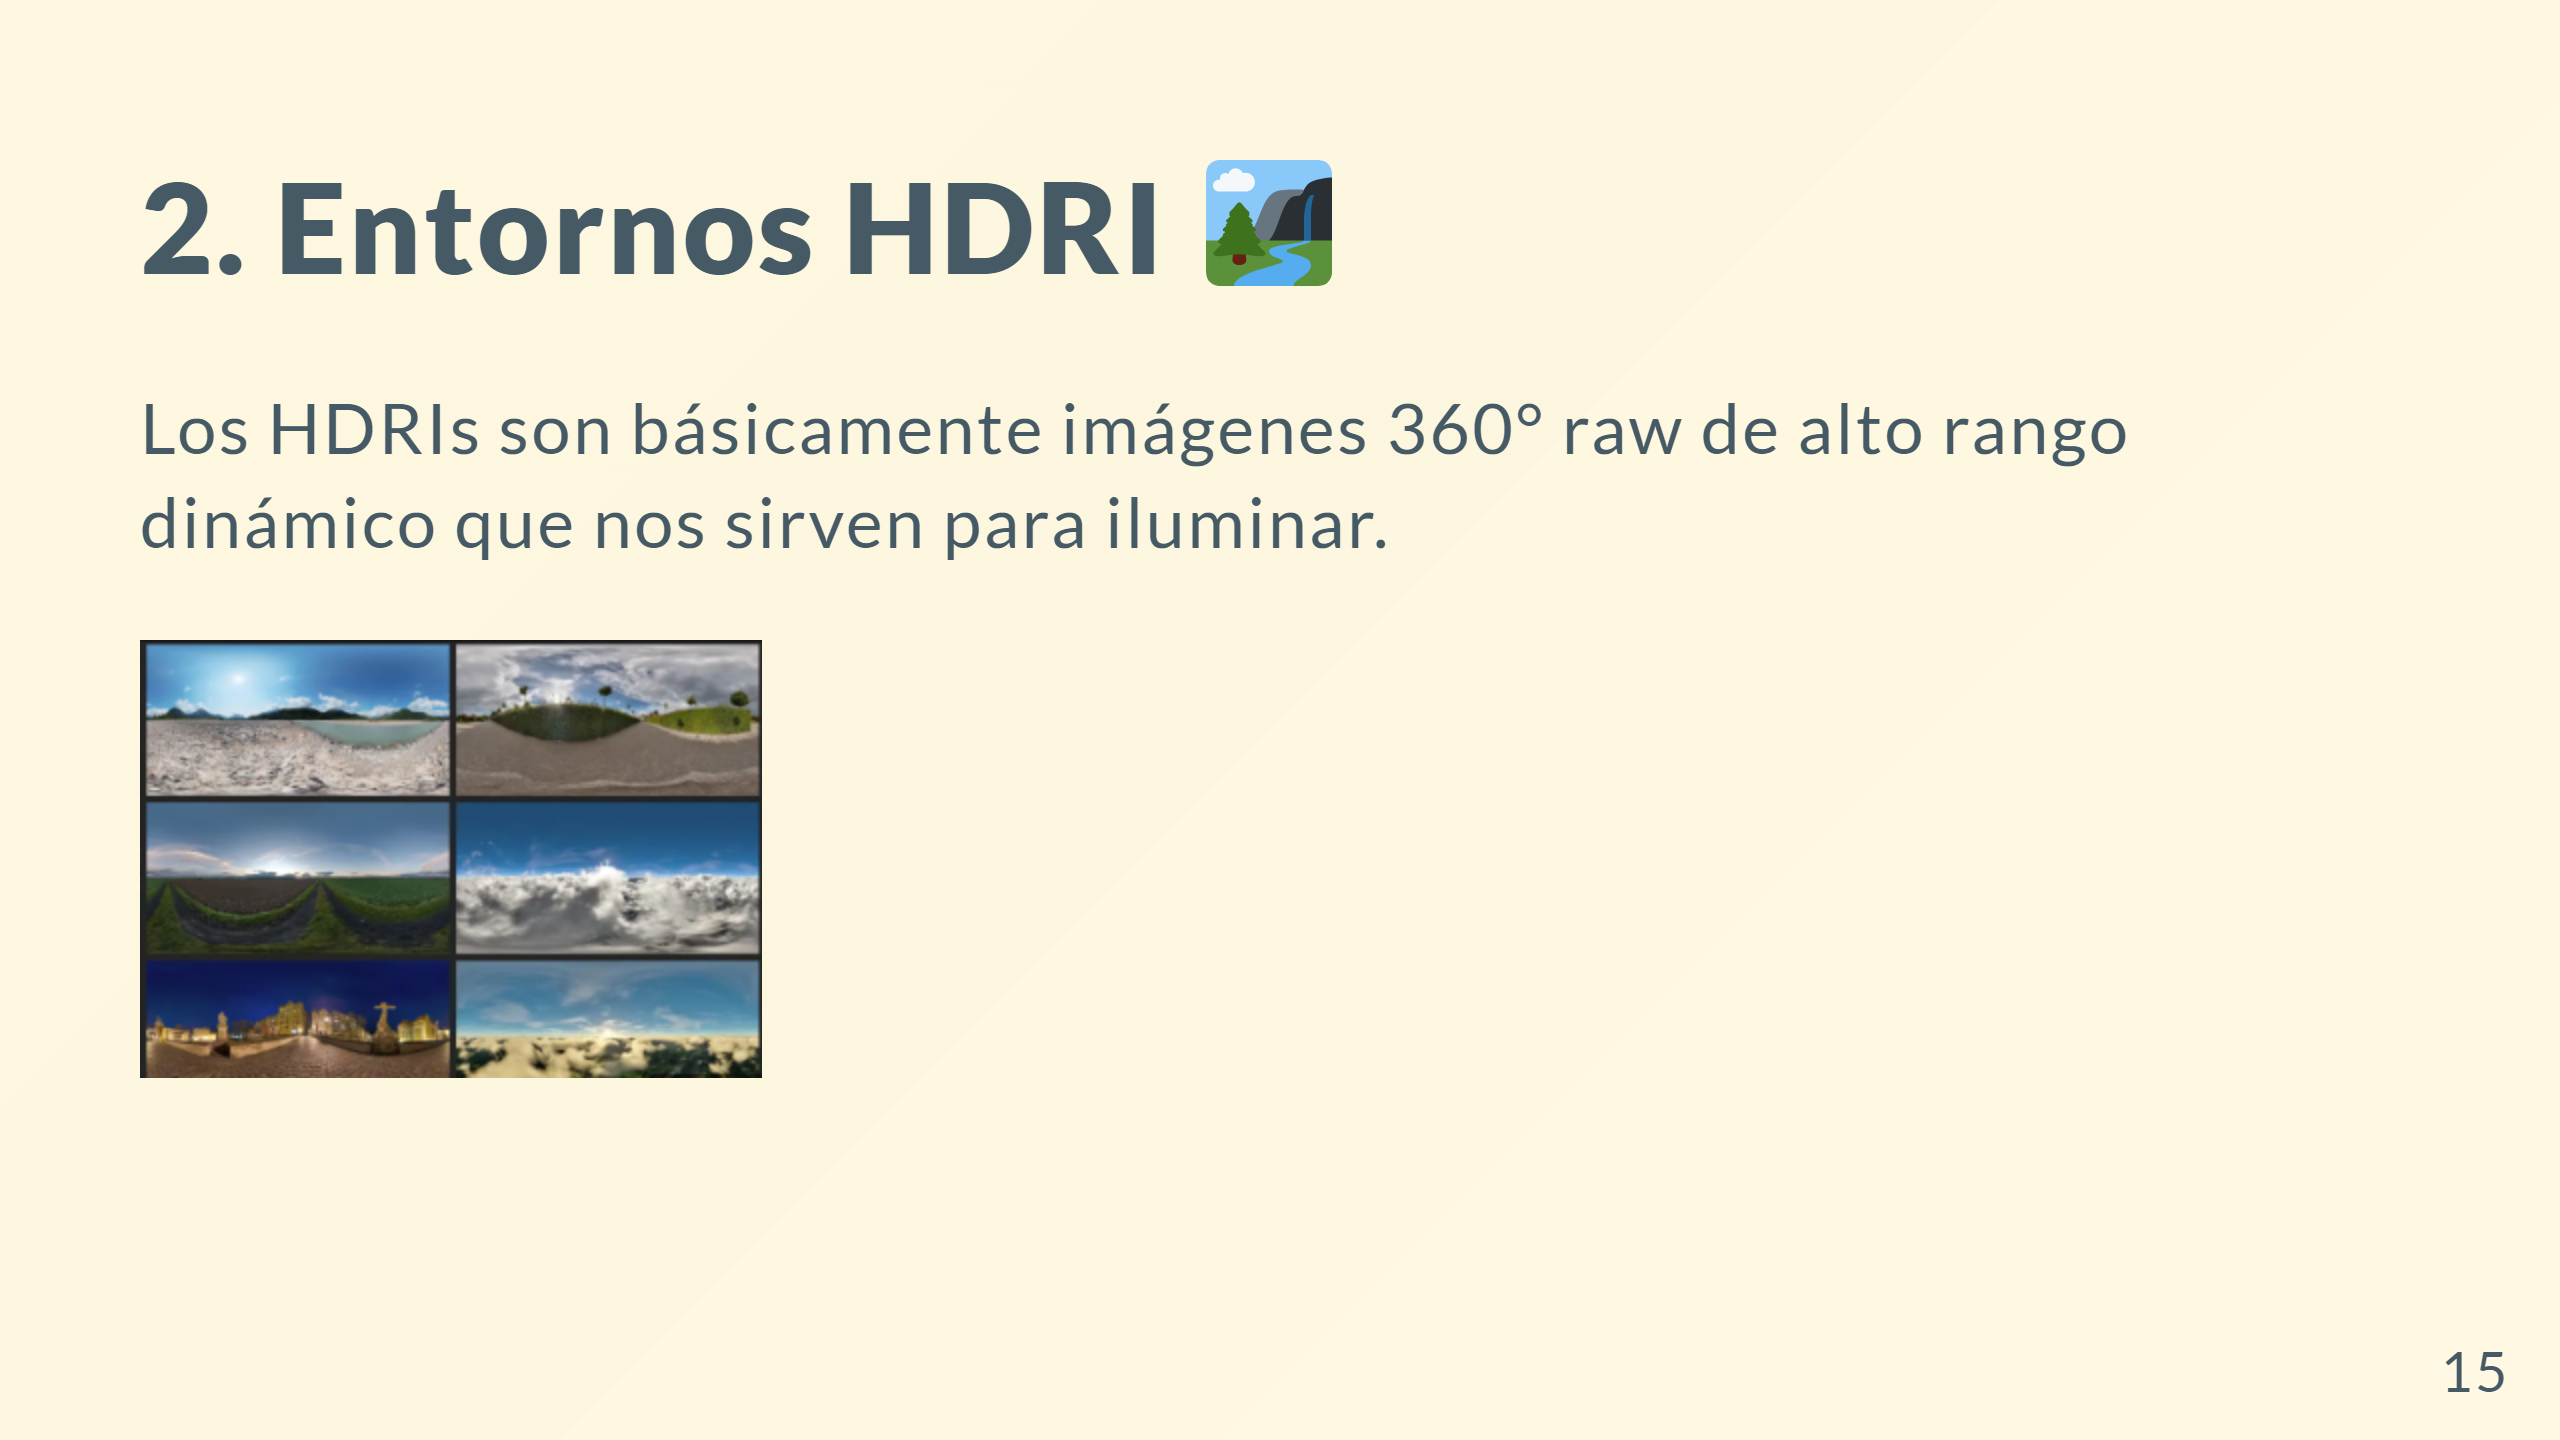 2. Entornos HDRI
Los HDRIs son básicamente imágenes 360° raw de alto rango
dinámico que nos sirven para iluminar.
15